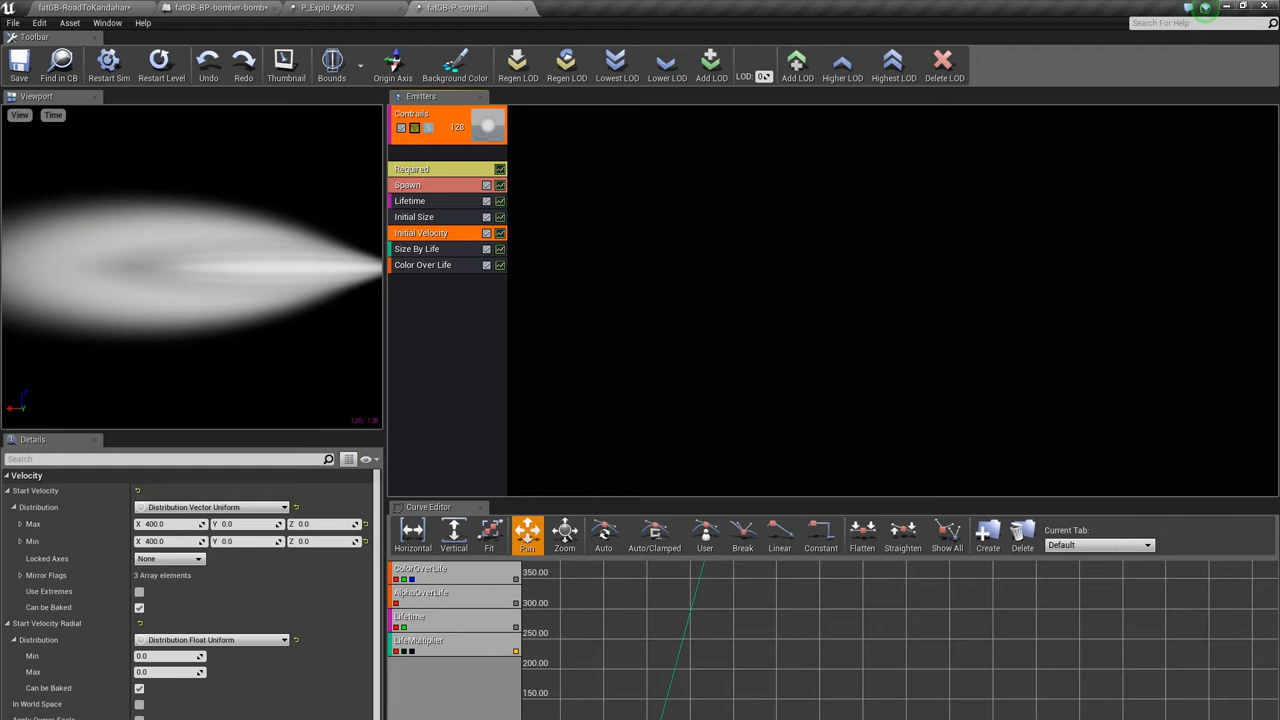 fatGB-RoadToKandahar* fatGB-BP-bomber-bomb* P_Explo_MK82 fatGB-P-contrail
File Edit Asset Window Help
Search For Help
Toolbar
Save Find in CB Restart Sim Restart Level Undo Redo Thumbnail Bounds Origin Axis Background Color Regen LOD Regen LOD Lowest LOD Lower LOD Add LOD LOD: 0 Add LOD Higher LOD Highest LOD Delete LOD
Viewport
View Time
Emitters
Contrails
128
Required
Spawn
Lifetime
Initial Size
Initial Velocity
Size By Life
Color Over Life
Details
Search
Velocity
Start Velocity
Distribution Distribution Vector Uniform
Max X 400.0 Y 0.0 Z 0.0
Min X 400.0 Y 0.0 Z 0.0
Locked Axes None
Mirror Flags 3 Array elements
Use Extremes
Can be Baked
Start Velocity Radial
Distribution Distribution Float Uniform
Min 0.0
Max 0.0
Can be Baked
In World Space
Apply Owner Scale
Curve Editor
Horizontal Vertical Fit Pan Zoom Auto Auto/Clamped User Break Linear Constant Flatten Straighten Show All Create Delete
Current Tab:
Default
ColorOverLife
AlphaOverLife
Lifetime
LifeMultiplier
350.00
300.00
250.00
200.00
150.00